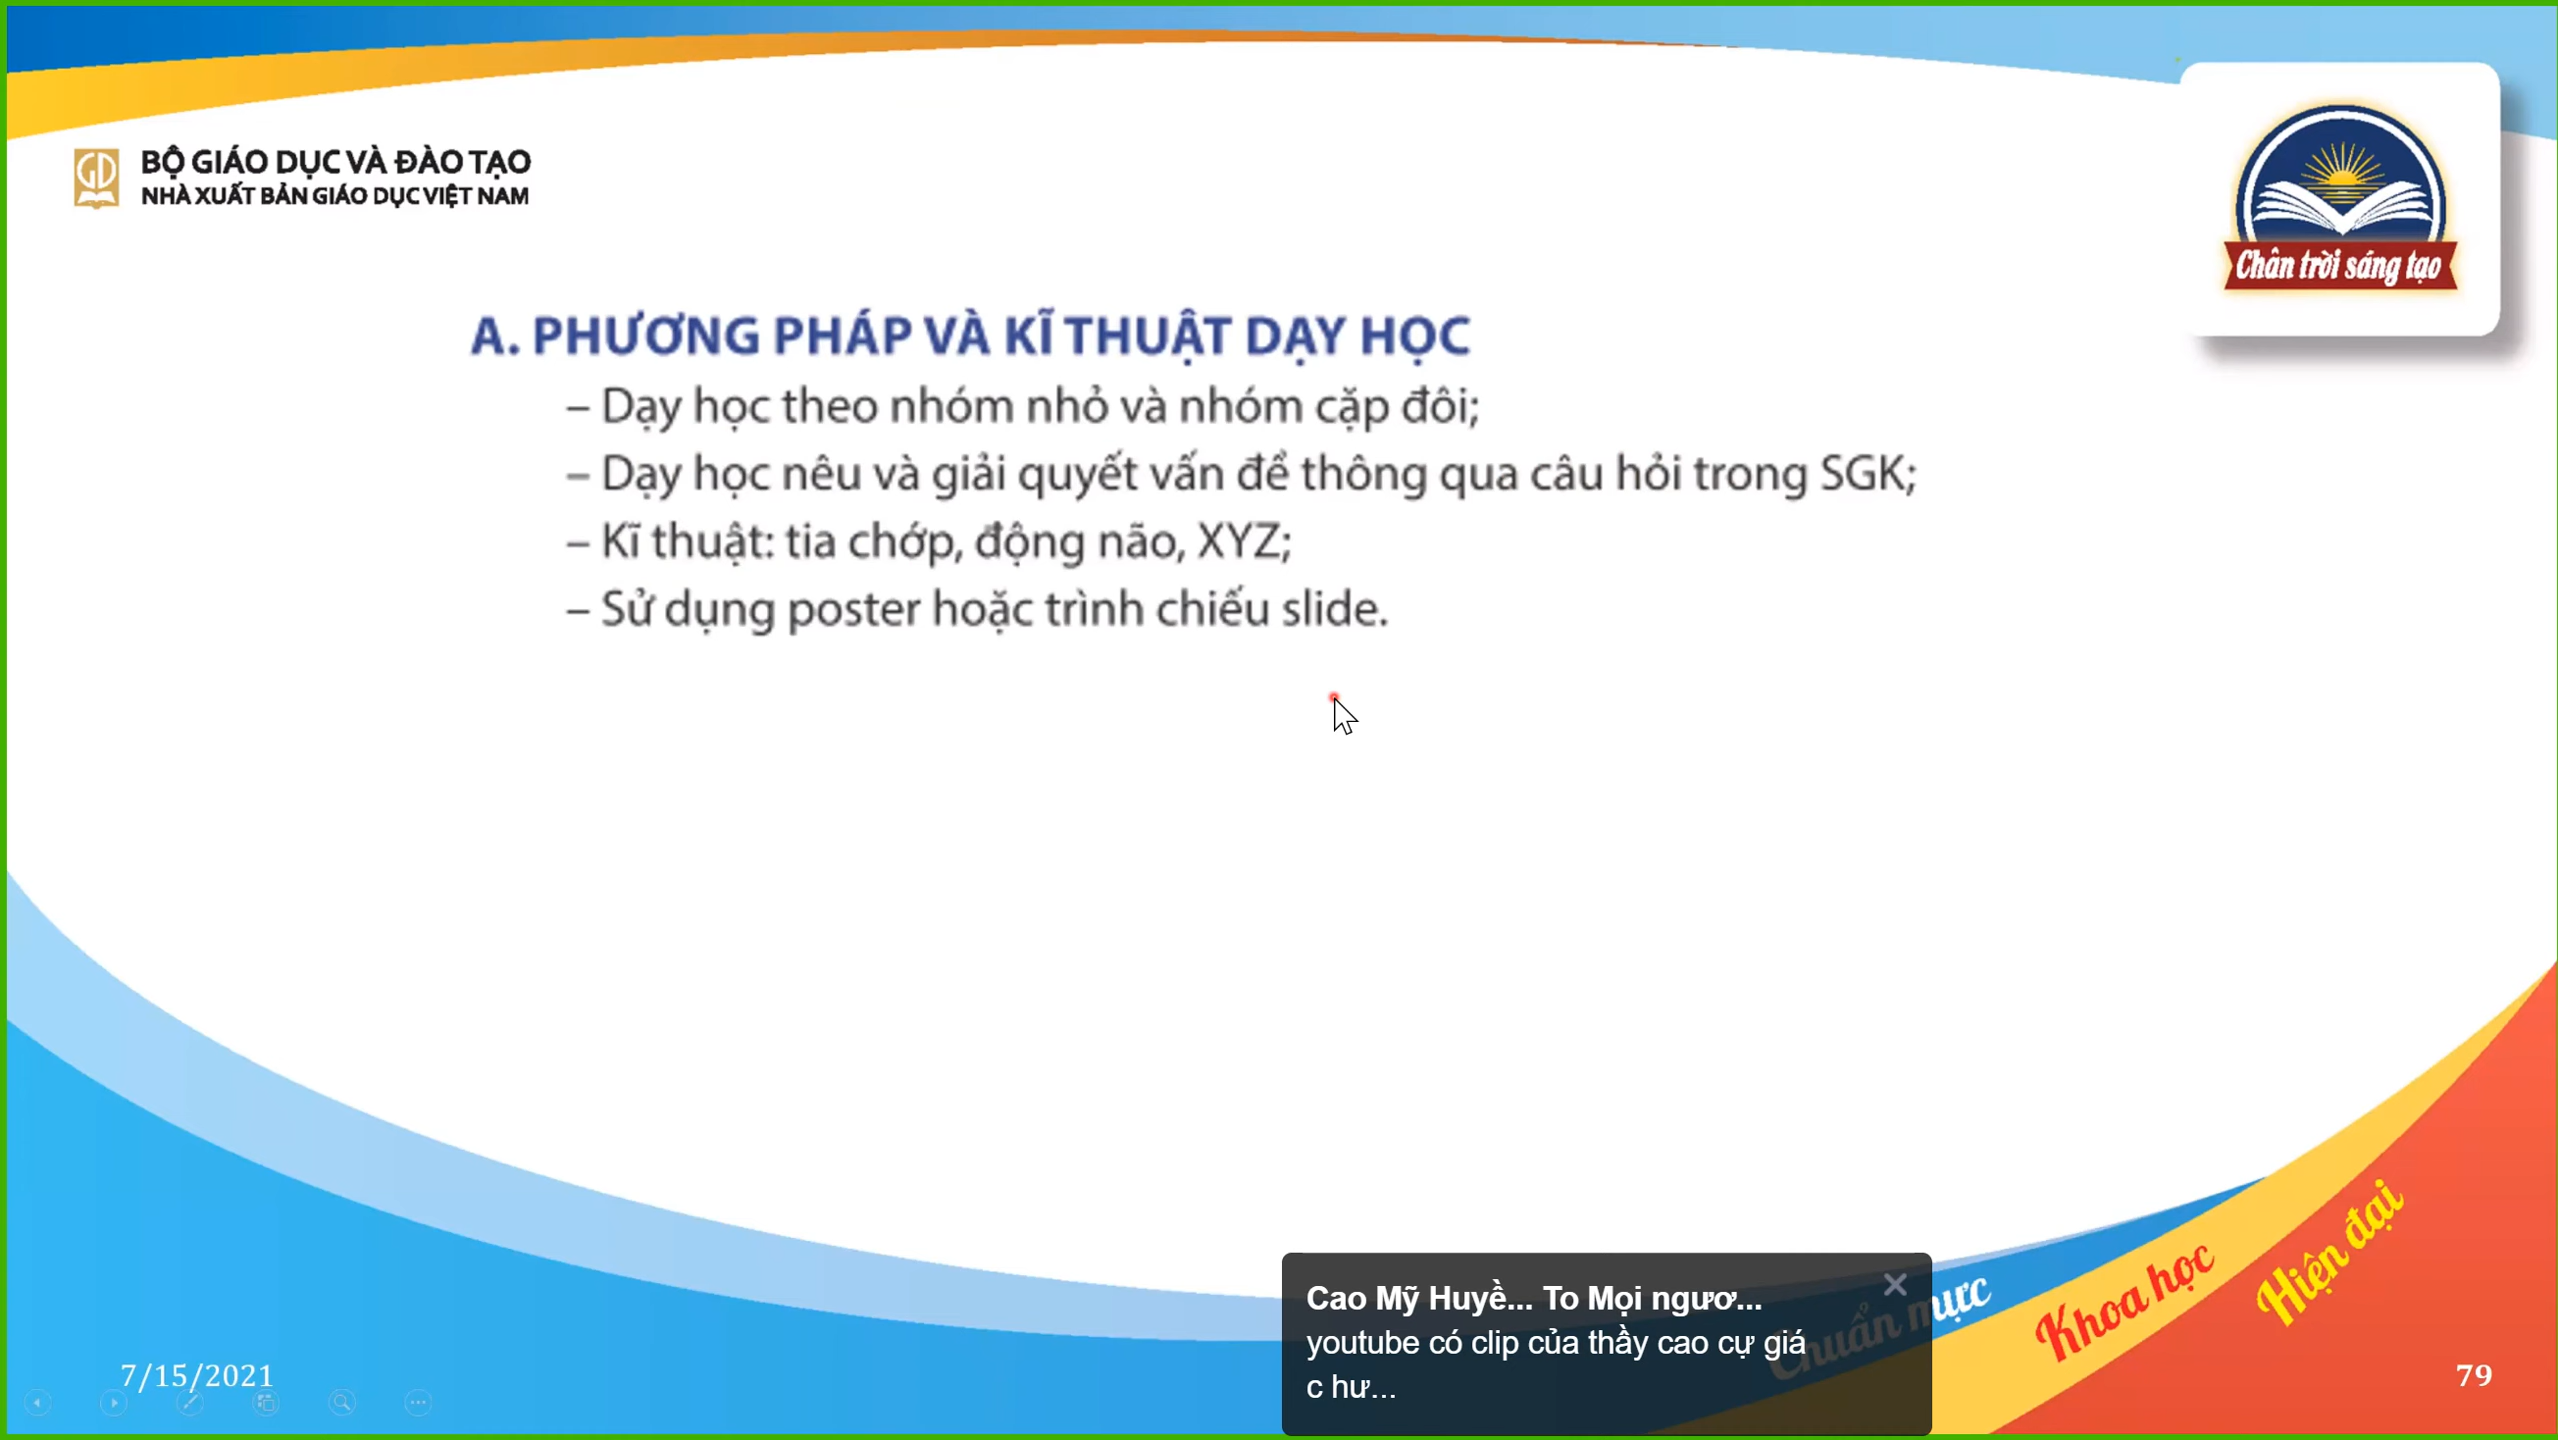 BỘ GIÁO DỤC VÀ ĐÀO TẠO
NHÀ XUẤT BẢN GIÁO DỤC VIỆT NAM
Chân trời sáng tạo
A. PHƯƠNG PHÁP VÀ KĨ THUẬT DẠY HỌC
– Dạy học theo nhóm nhỏ và nhóm cặp đôi;
– Dạy học nêu và giải quyết vấn để thông qua câu hỏi trong SGK;
– Kĩ thuật: tia chớp, động não, XYZ;
– Sử dụng poster hoặc trình chiếu slide.
Cao Mỹ Huyề... To Mọi ngươ...
youtube có clip của thầy cao cự giá
c hư...
Chuẩn mực
Khoa học
Hiện đại
7/15/2021
79